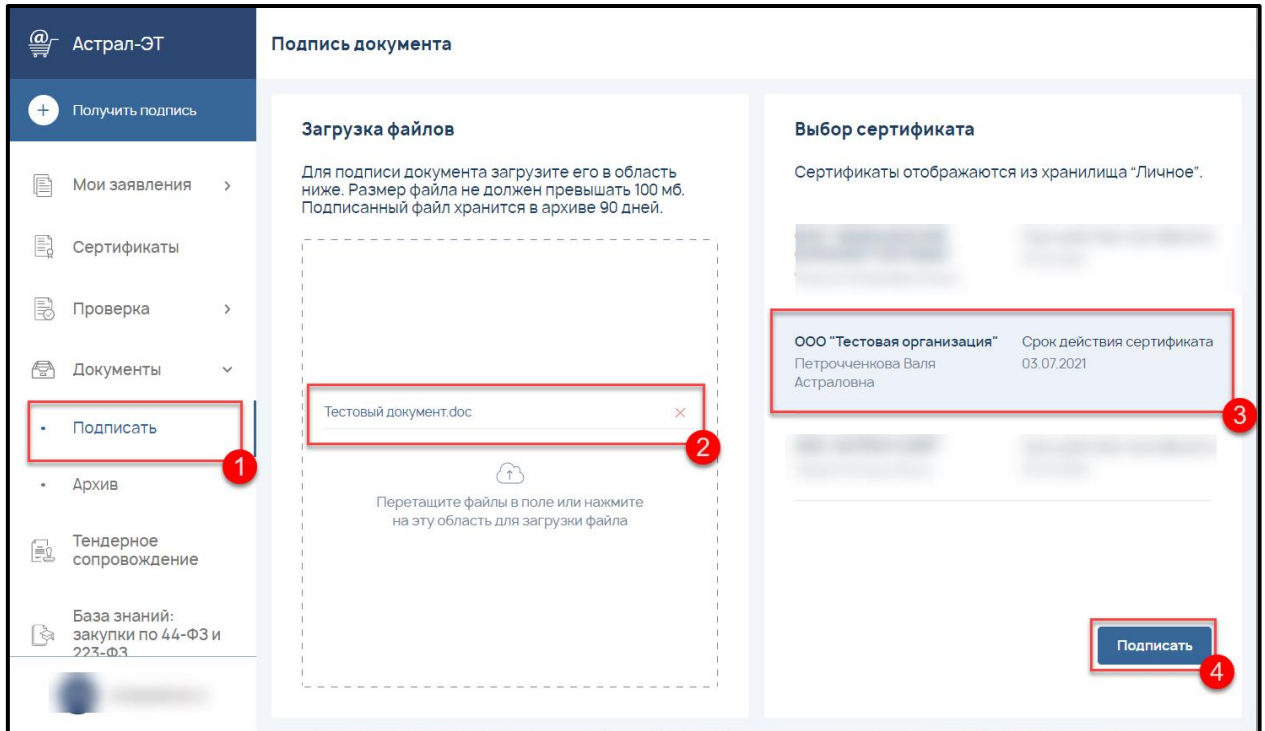 Астрал-ЭТ
Получить подпись
Мои заявления
Сертификаты
Проверка
Документы
Подписать
1
Архив
Тендерное
сопровождение
База знаний:
закупки по 44-ФЗ и
223-ФЗ
Подпись документа
Загрузка файлов
Для подписи документа загрузите его в область
ниже. Размер файла не должен превышать 100 мб.
Подписанный файл хранится в архиве 90 дней.
Тестовый документ.doc
2
Перетащите файлы в поле или нажмите
на эту область для загрузки файла
Выбор сертификата
Сертификаты отображаются из хранилища "Личное".
ООО "Тестовая организация" Срок действия сертификата
Петрочченкова Валя 03.07.2021
Астраловна
3
Подписать
4